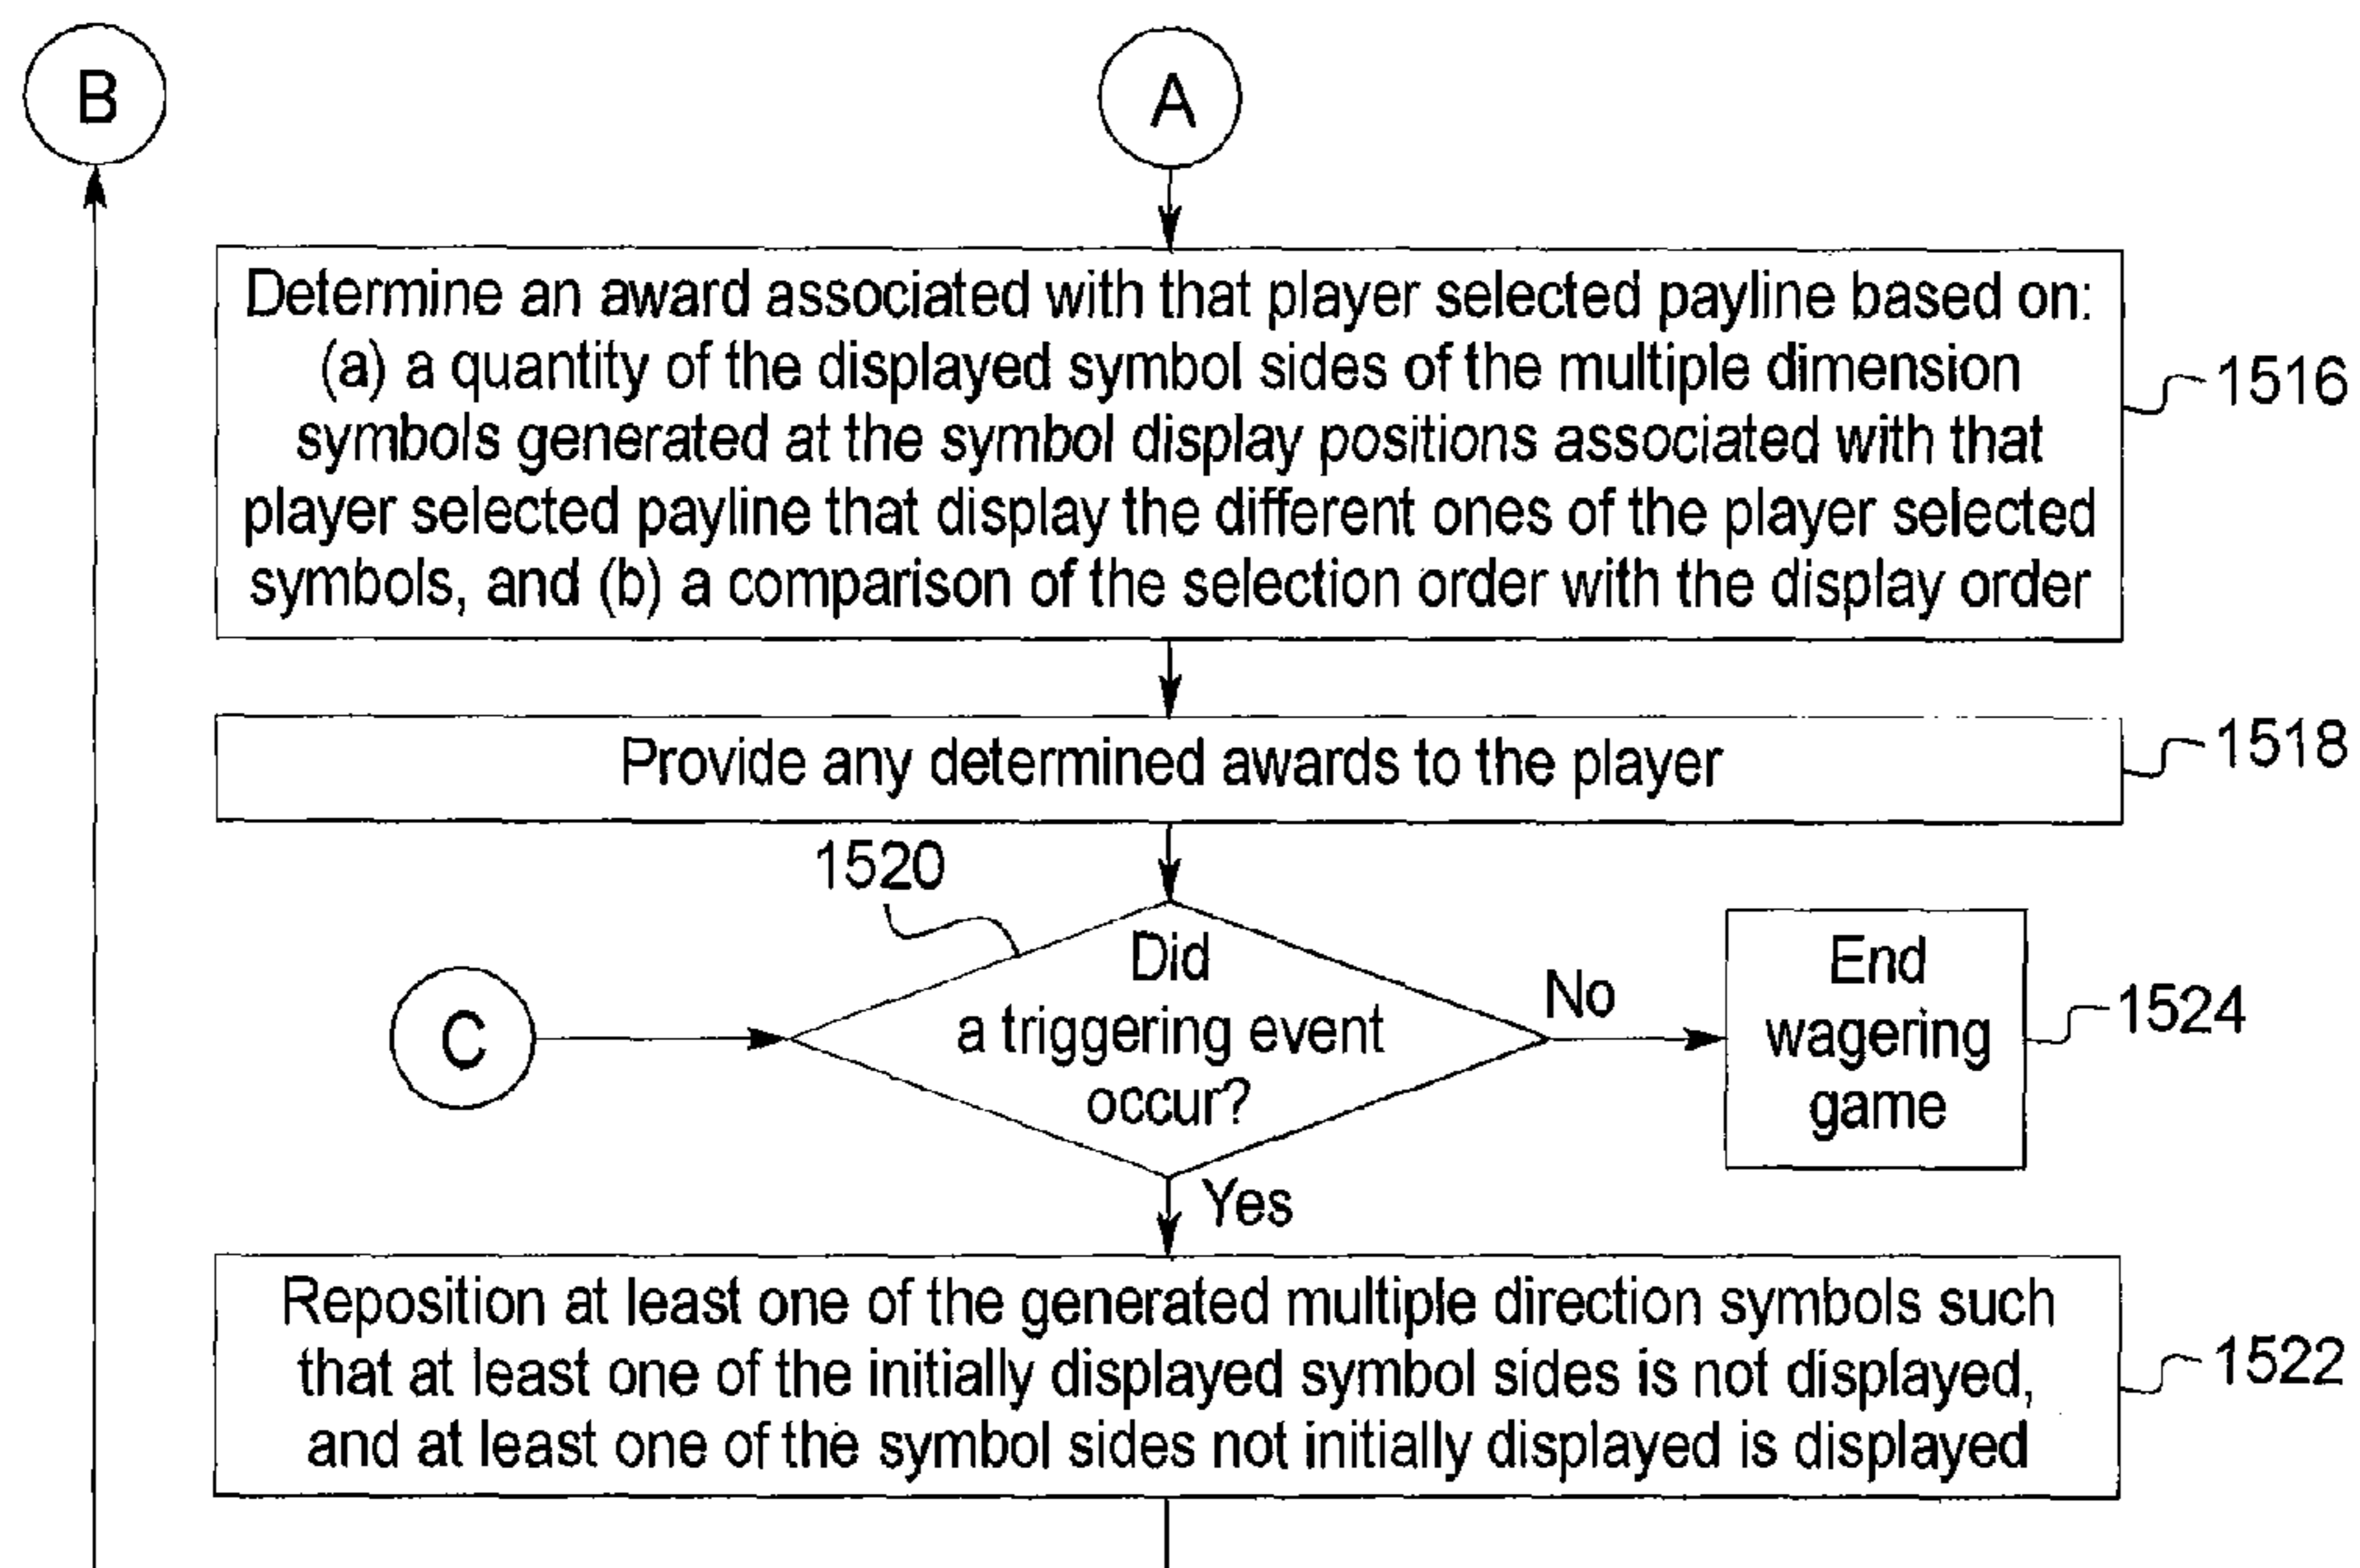 B
A
Determine an award associated with that player selected payline based on:
(a) a quantity of the displayed symbol sides of the multiple dimension
symbols generated at the symbol display positions associated with that
player selected payline that display the different ones of the player selected
symbols, and (b) a comparison of the selection order with the display order
1516
Provide any determined awards to the player
1518
1520
Did
a triggering event
occur?
C
No
End
wagering
game
1524
Yes
Reposition at least one of the generated multiple direction symbols such
that at least one of the initially displayed symbol sides is not displayed,
and at least one of the symbol sides not initially displayed is displayed
1522